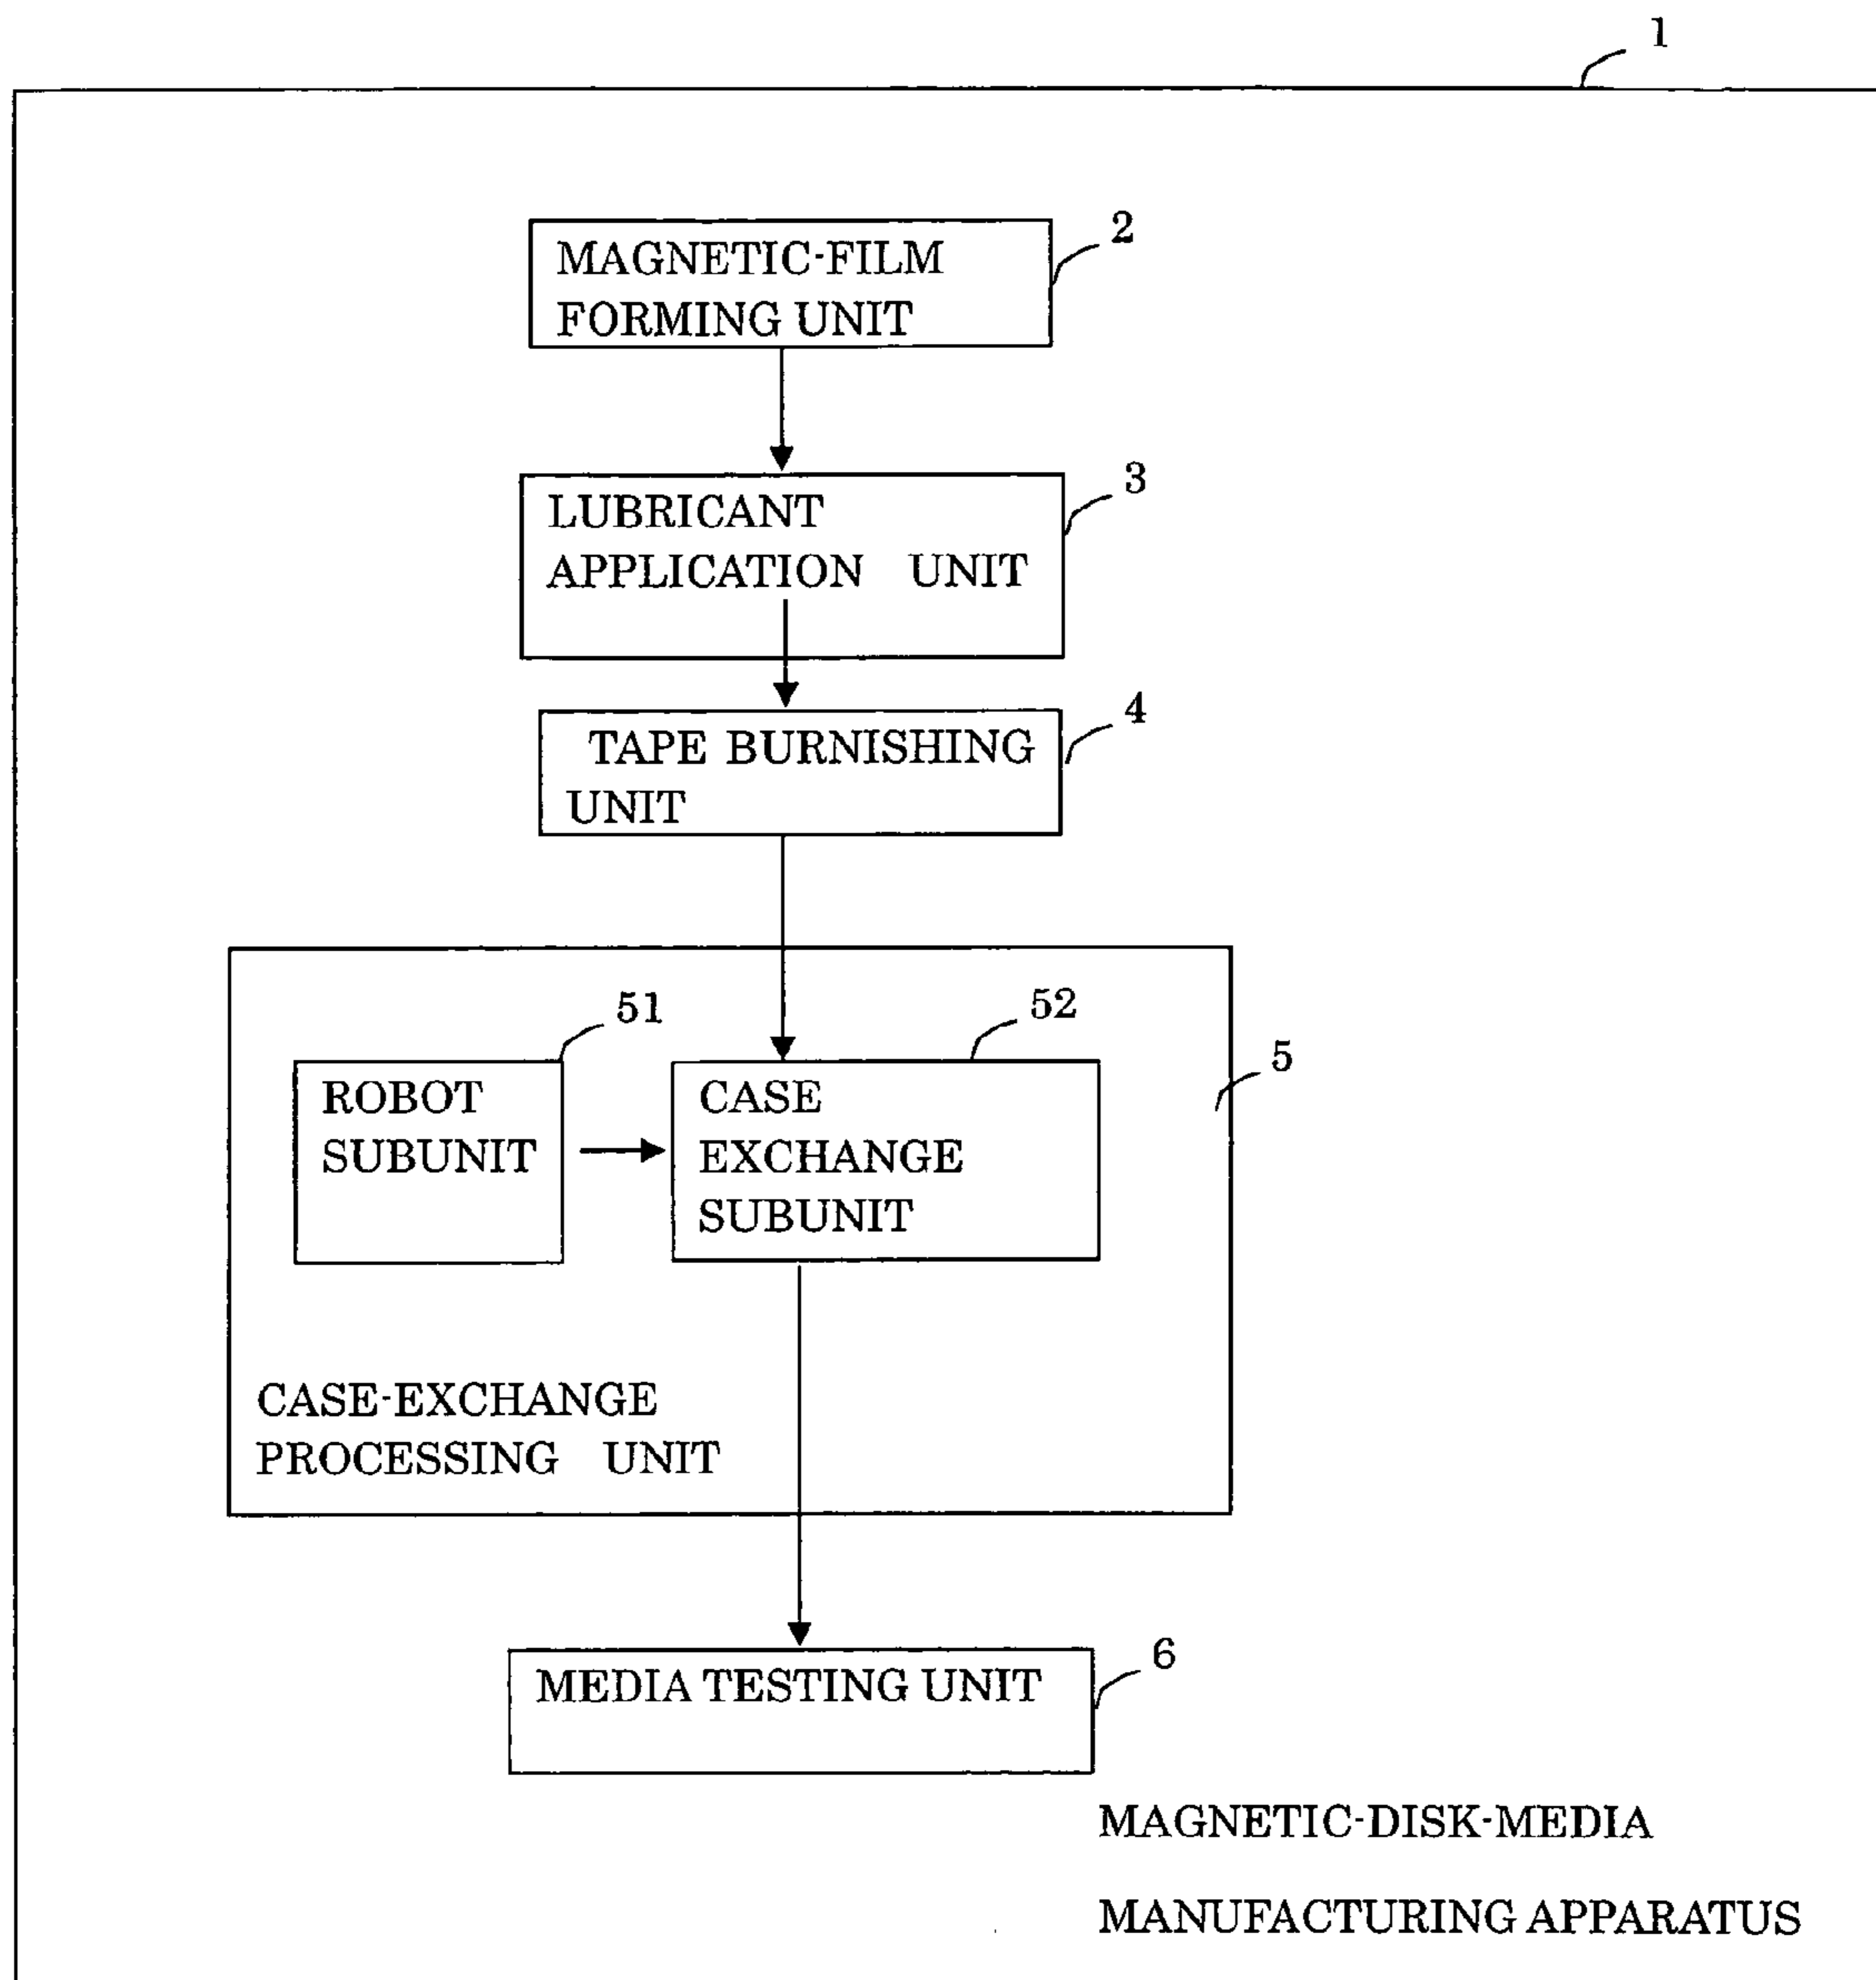 1
2
MAGNETIC-FILM
FORMING UNIT
3
LUBRICANT
APPLICATION UNIT
4
TAPE BURNISHING
UNIT
51
52
5
ROBOT
SUBUNIT
CASE
EXCHANGE
SUBUNIT
CASE-EXCHANGE
PROCESSING UNIT
6
MEDIA TESTING UNIT
MAGNETIC-DISK-MEDIA
MANUFACTURING APPARATUS